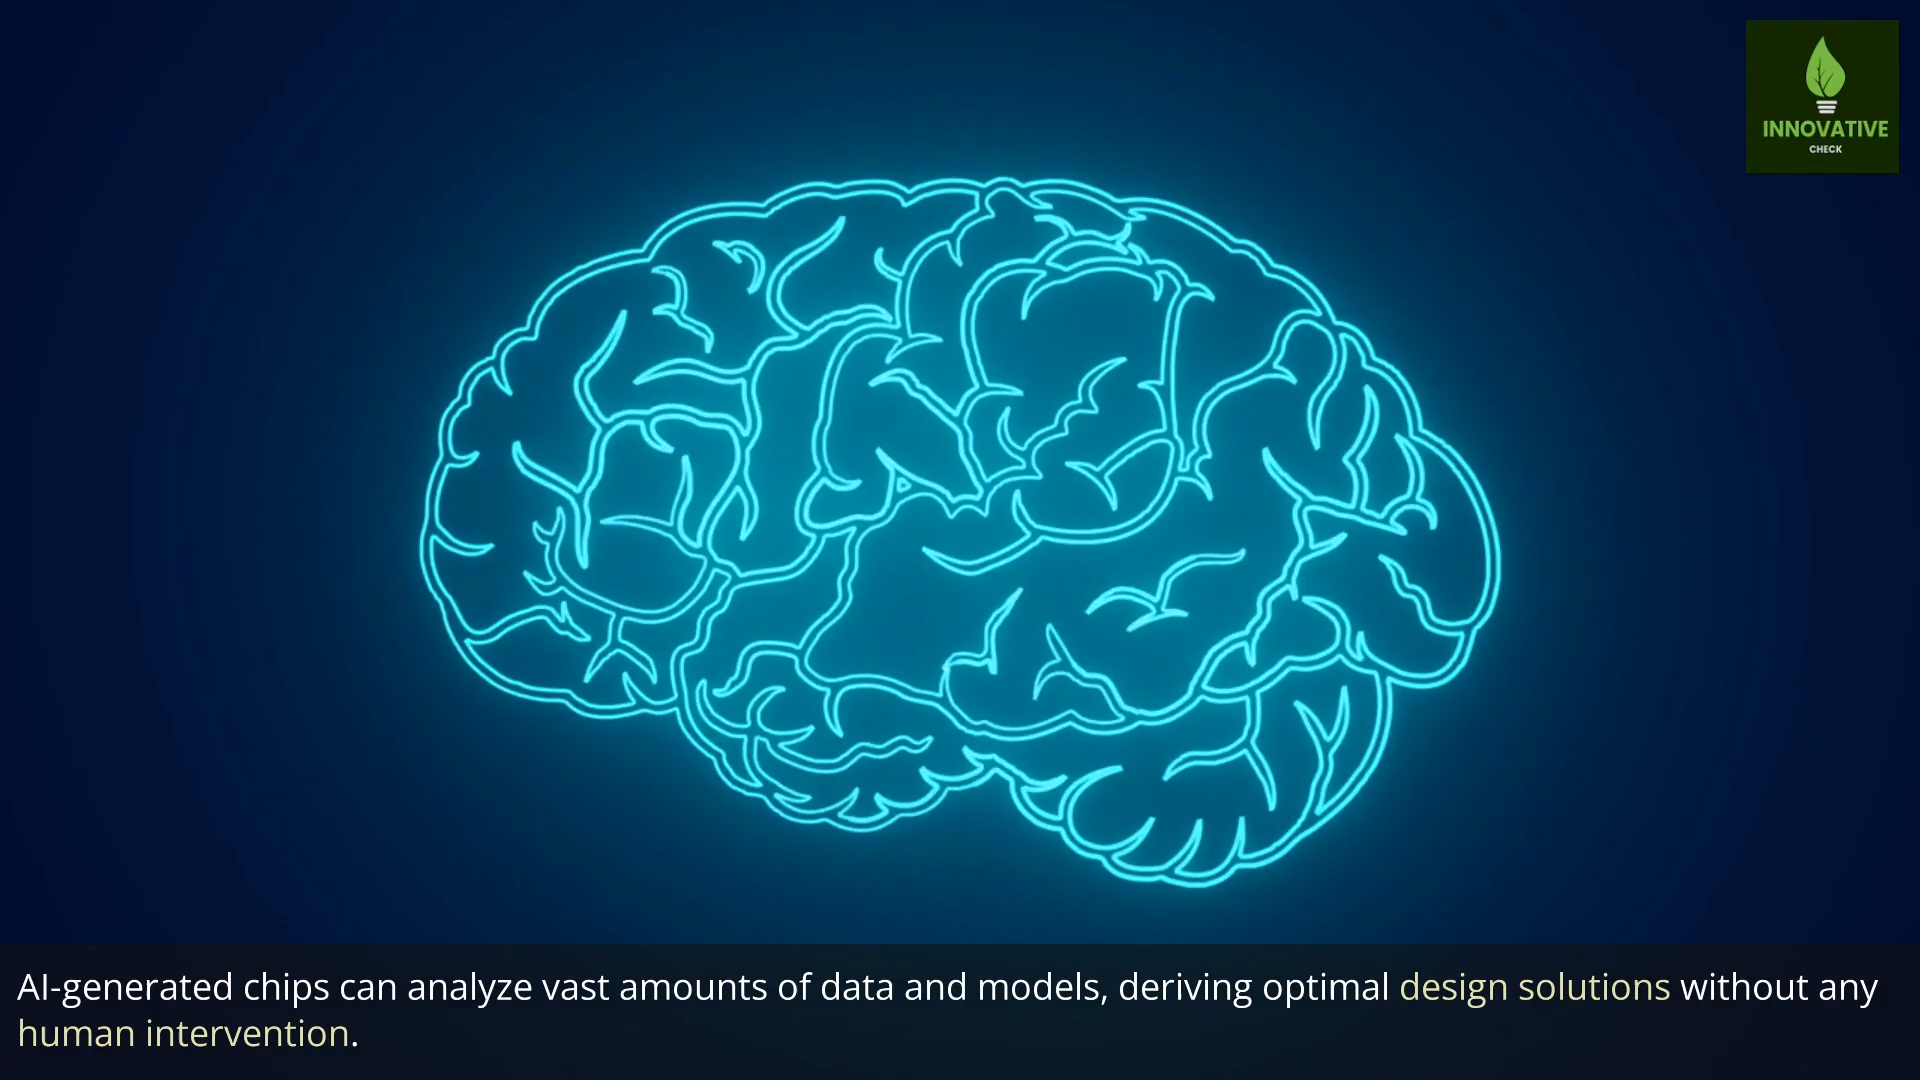 INNOVATIVE
CHECK
AI-generated chips can analyze vast amounts of data and models, deriving optimal design solutions without any
human intervention.